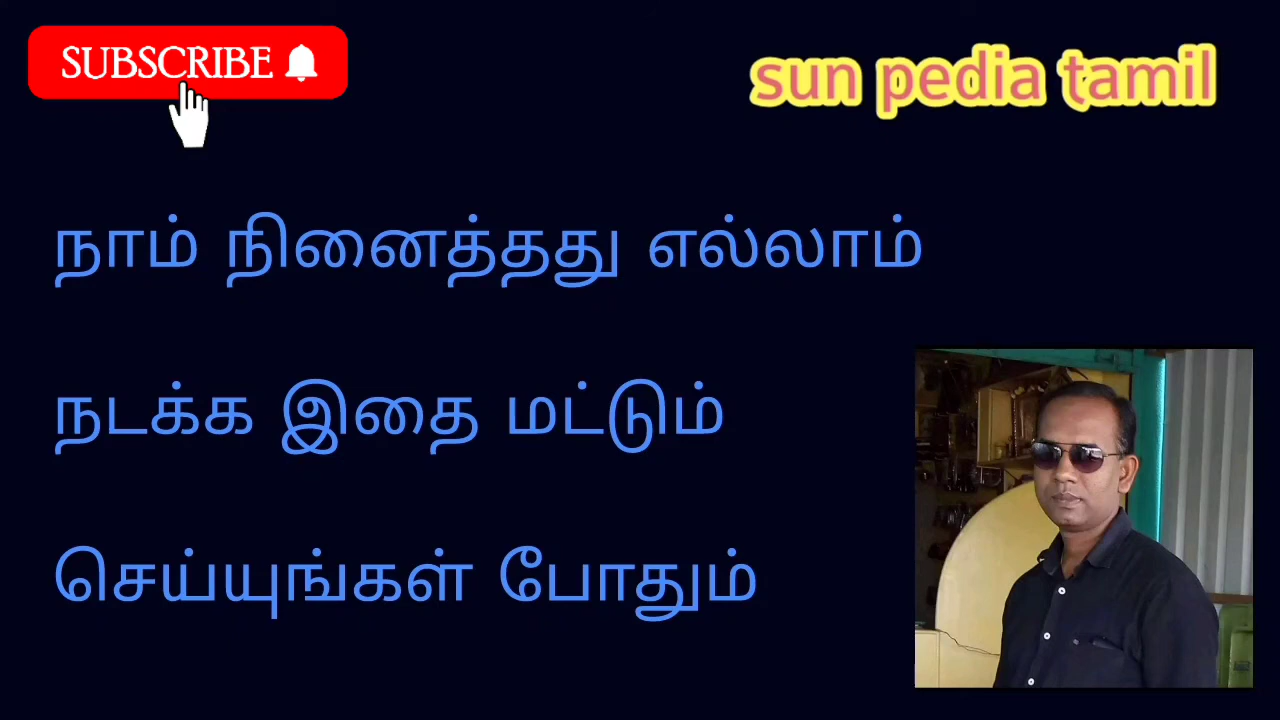 SUBSCRIBE
sun pedia tamil
நாம் நினைத்தது எல்லாம்
நடக்க இதை மட்டும்
செய்யுங்கள் போதும்